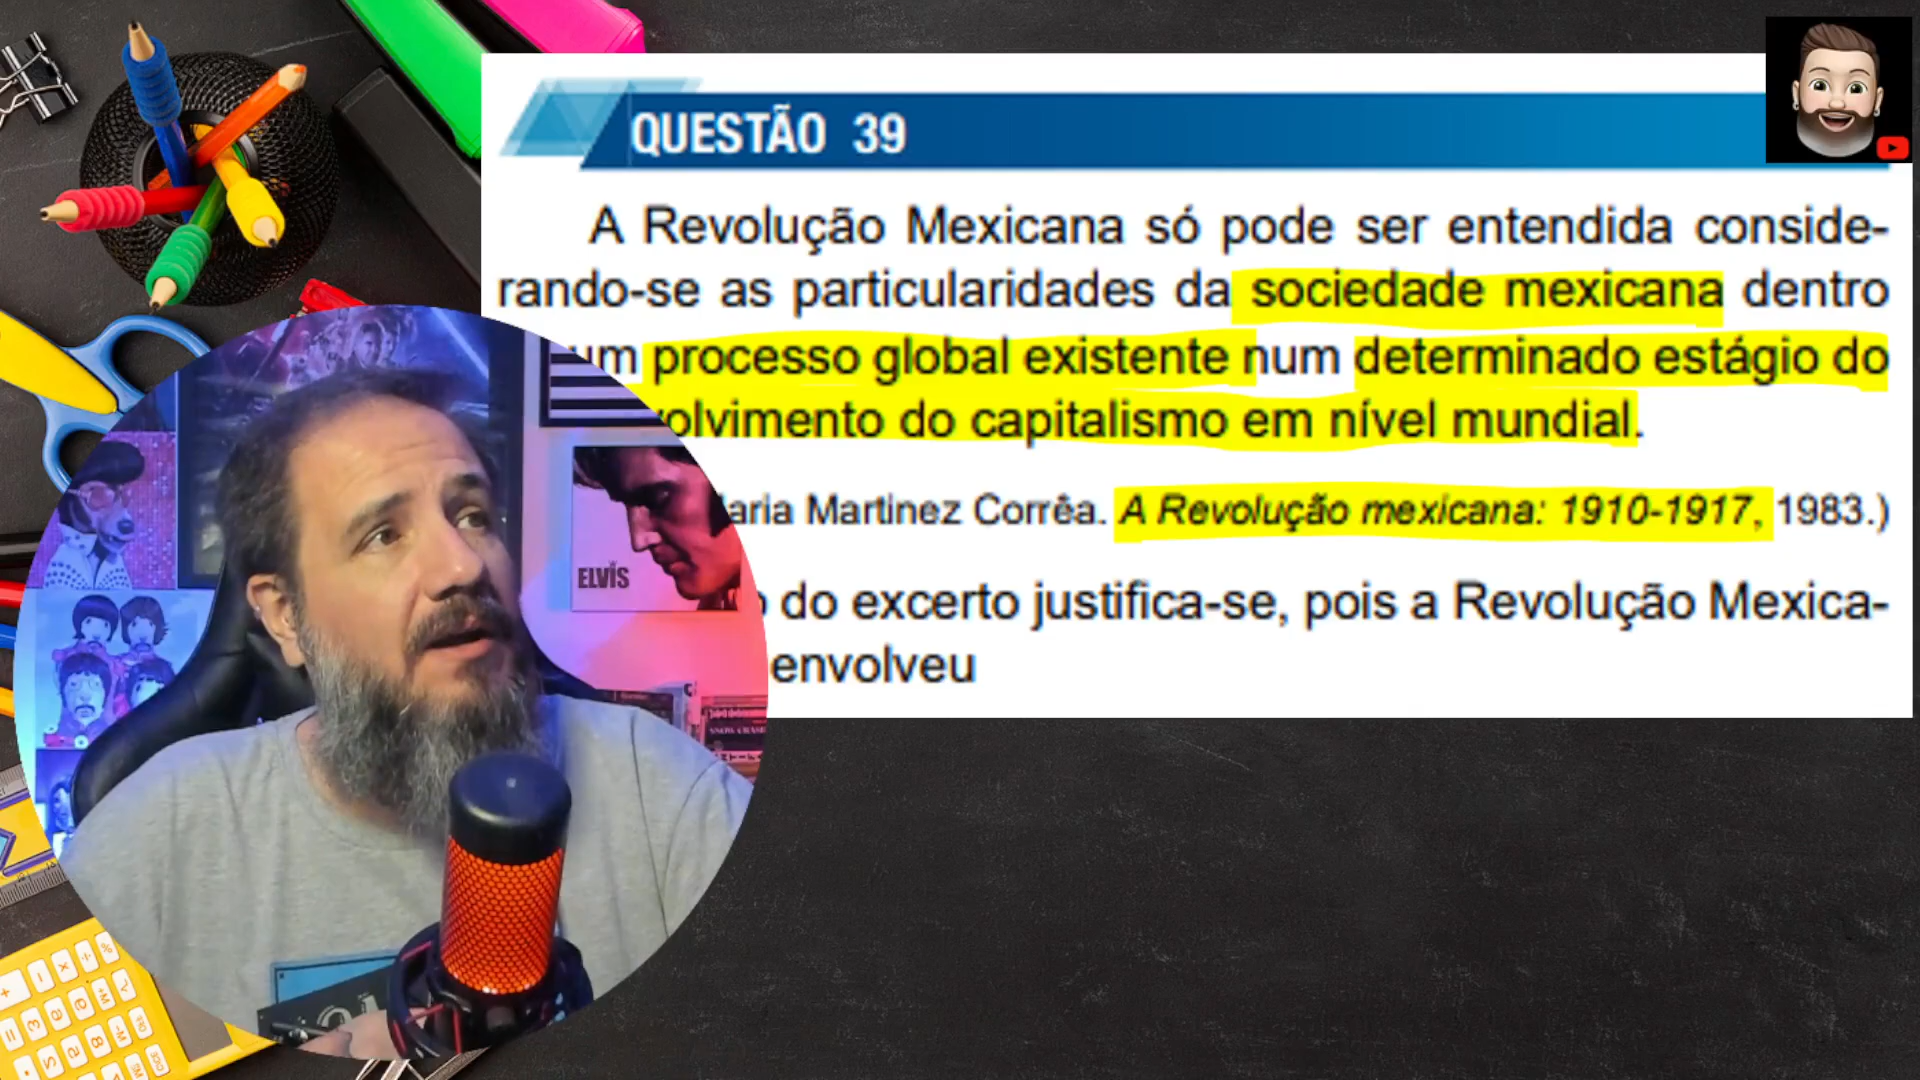 QUESTÃO 39
A Revolução Mexicana só pode ser entendida conside-
rando-se as particularidades da sociedade mexicana dentro
um processo global existente num determinado estágio do
volvimento do capitalismo em nível mundial.
aria Martinez Corrêa. A Revolução mexicana: 1910-1917, 1983.)
ELVIS
do excerto justifica-se, pois a Revolução Mexica-
envolveu